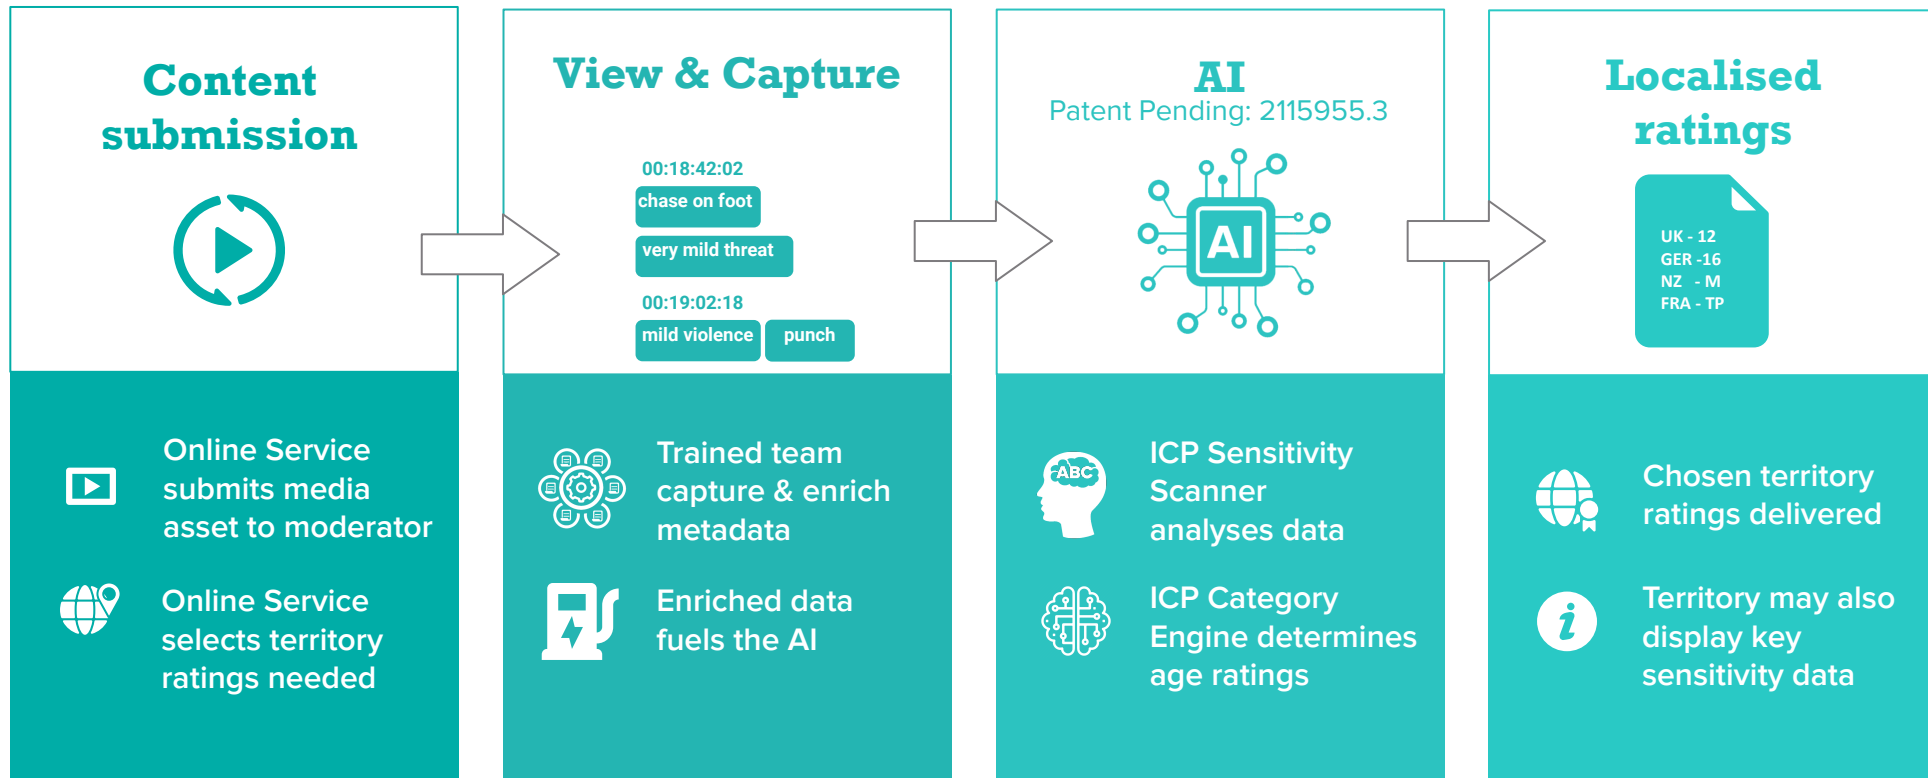 Content
submission
Online Service
submits media
asset to moderator
Online Service
selects territory
ratings needed
View & Capture
00:18:42:02
chase on foot
very mild threat
00:19:02:18
mild violence
punch
Trained team
capture & enrich
metadata
Enriched data
fuels the AI
AI
Patent Pending: 2115955.3
AI
ABC
ICP Sensitivity
Scanner
analyses data
ICP Category
Engine determines
age ratings
Localised
ratings
UK - 12
GER -16
NZ - M
FRA - TP
Chosen territory
ratings delivered
i
Territory may also
display key
sensitivity data